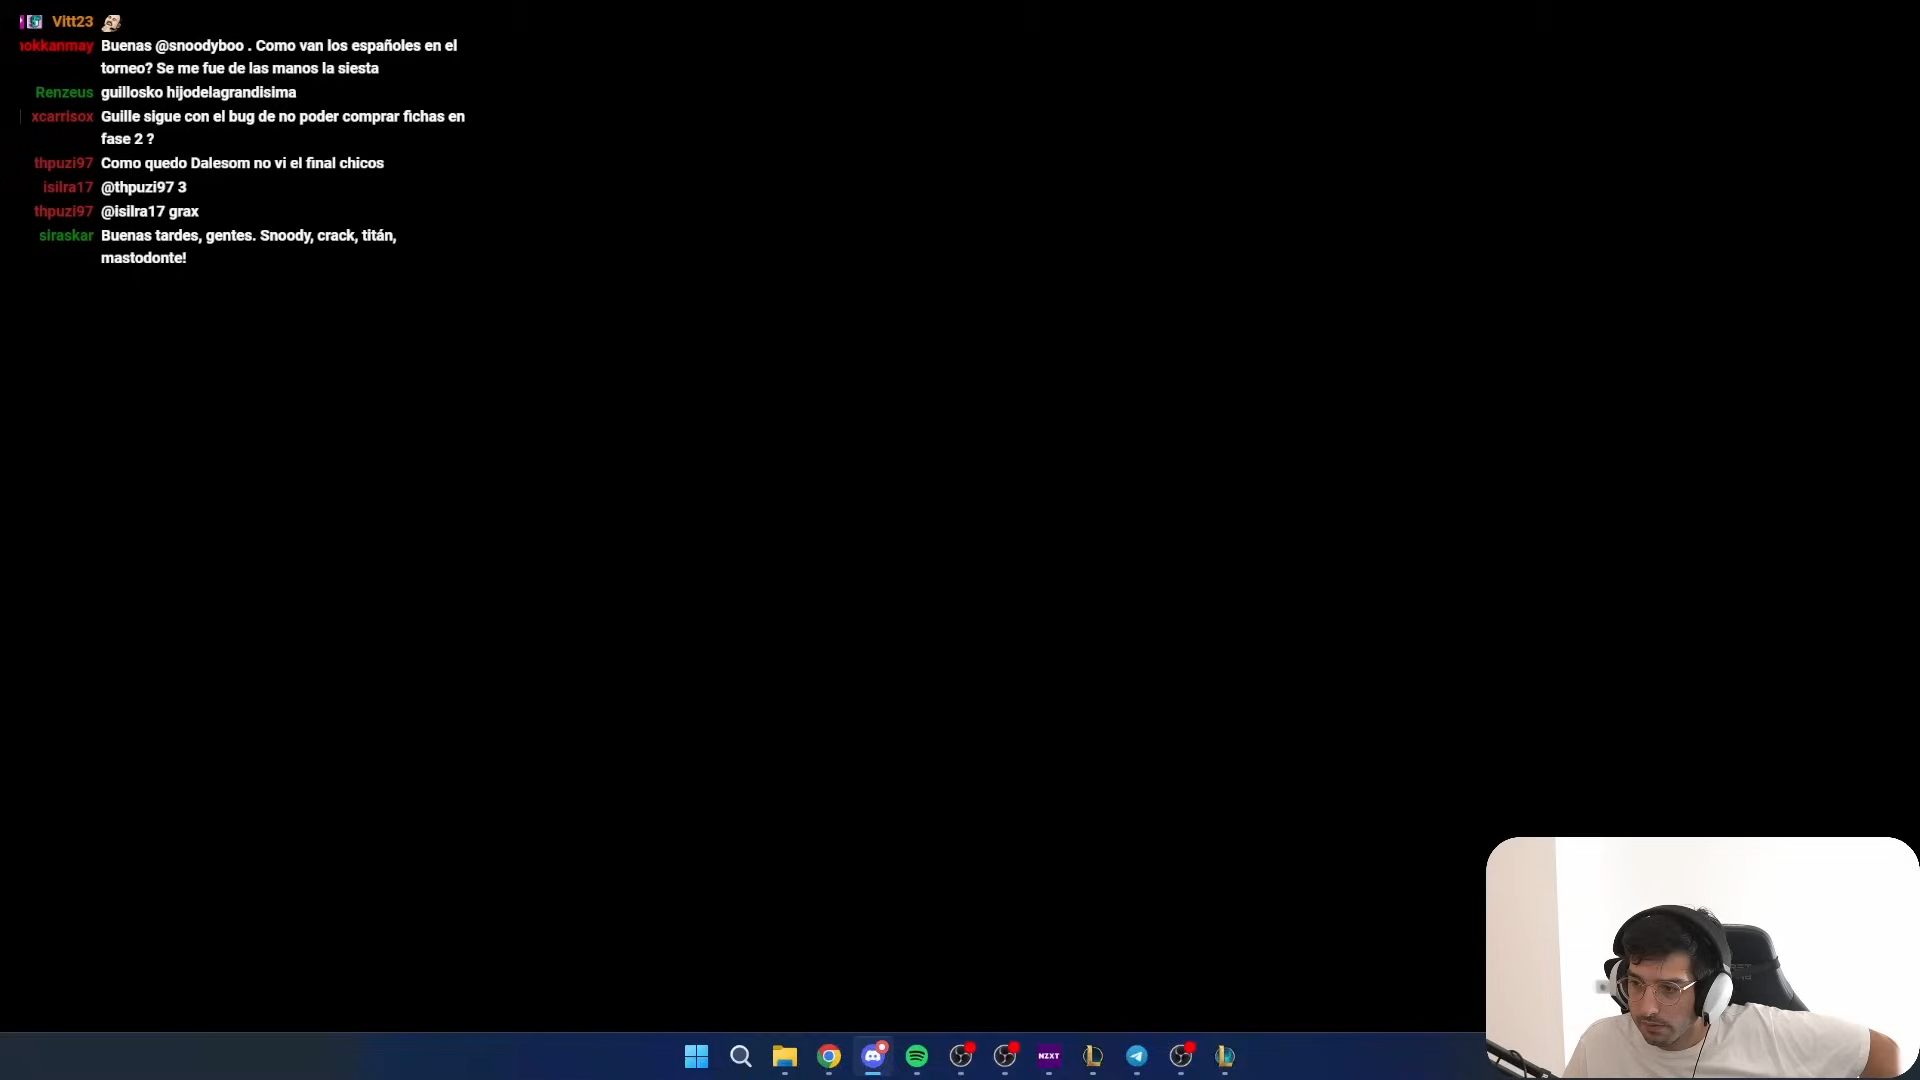 Vitt23
okkanmay Buenas @snoodyboo . Como van los españoles en el
torneo? Se me fue de las manos la siesta
Renzeus guillosko hijodelagrandisima
xcarrisox Guille sigue con el bug de no poder comprar fichas en
fase 2 ?
thpuzi97 Como quedo Dalesom no vi el final chicos
isilra17 @thpuzi97 3
thpuzi97 @isilra17 grax
siraskar Buenas tardes, gentes. Snoody, crack, titán,
mastodonte!
NZXT